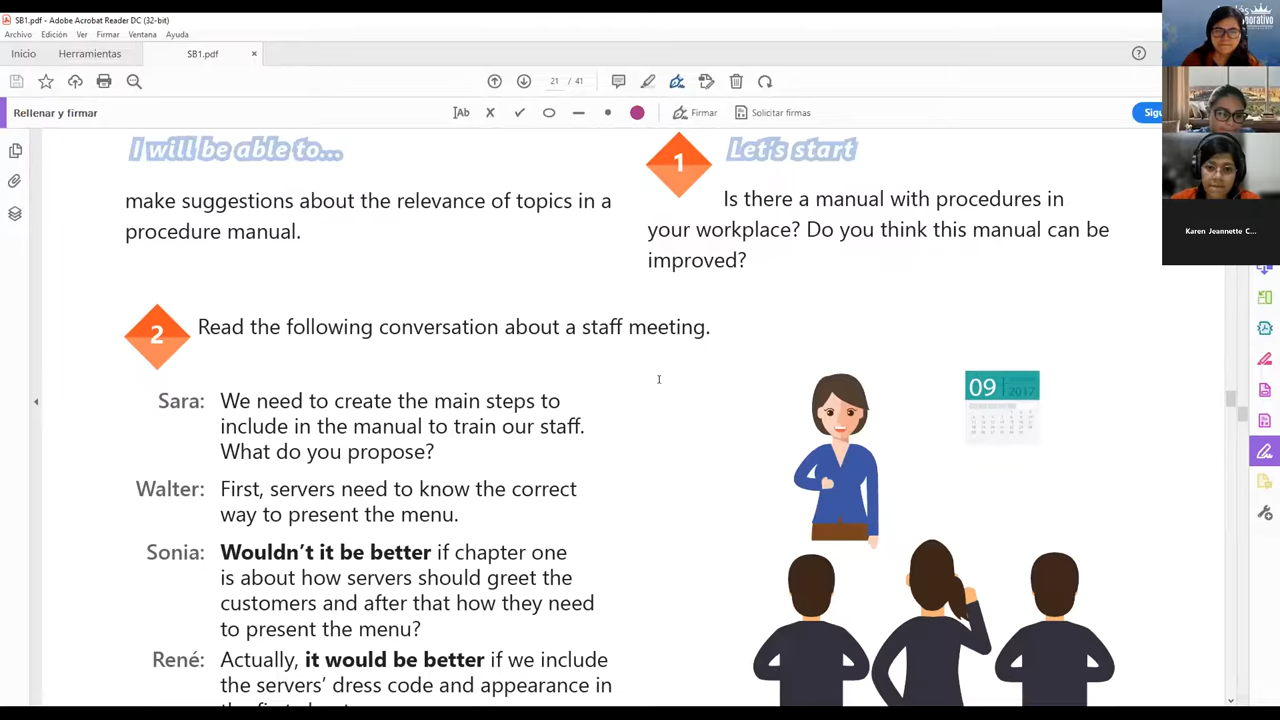 SB1.pdf - Adobe Acrobat Reader DC (32-bit)
Archivo Edición Ver Firmar Ventana Ayuda
Inicio Herramientas SB1.pdf ×
21 / 41
Rellenar y firmar
Ab
Firmar
Solicitar firmas
Sigu
I will be able to...
make suggestions about the relevance of topics in a
procedure manual.
1
Let's start
Is there a manual with procedures in
your workplace? Do you think this manual can be
improved?
2
Read the following conversation about a staff meeting.
Sara: We need to create the main steps to
include in the manual to train our staff.
What do you propose?
Walter: First, servers need to know the correct
way to present the menu.
Sonia: Wouldn't it be better if chapter one
is about how servers should greet the
customers and after that how they need
to present the menu?
René: Actually, it would be better if we include
the servers' dress code and appearance in
09
2017
Karen Jeannette C...